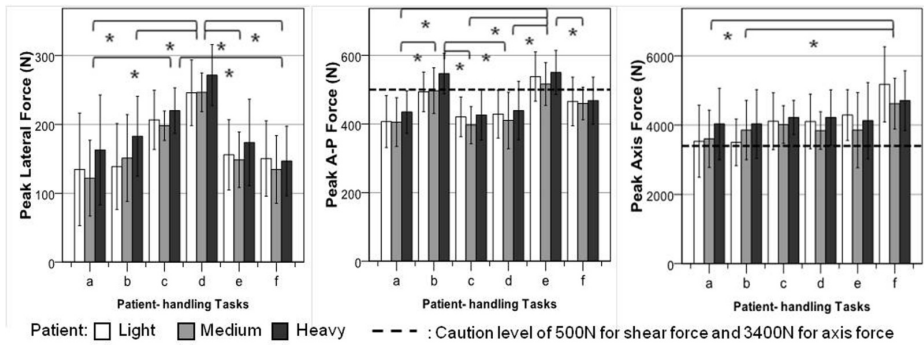 Peak Lateral Force (N)
300
200
100
0
a b c d e f
Patient- handling Tasks
* * * * * *
Peak A-P Force (N)
600
400
200
0
a b c d e f
Patient- handling Tasks
* * * * * * * *
Peak Axis Force (N)
6000
4000
2000
0
a b c d e f
Patient- handling Tasks
* *
Patient: Light Medium Heavy : Caution level of 500N for shear force and 3400N for axis force